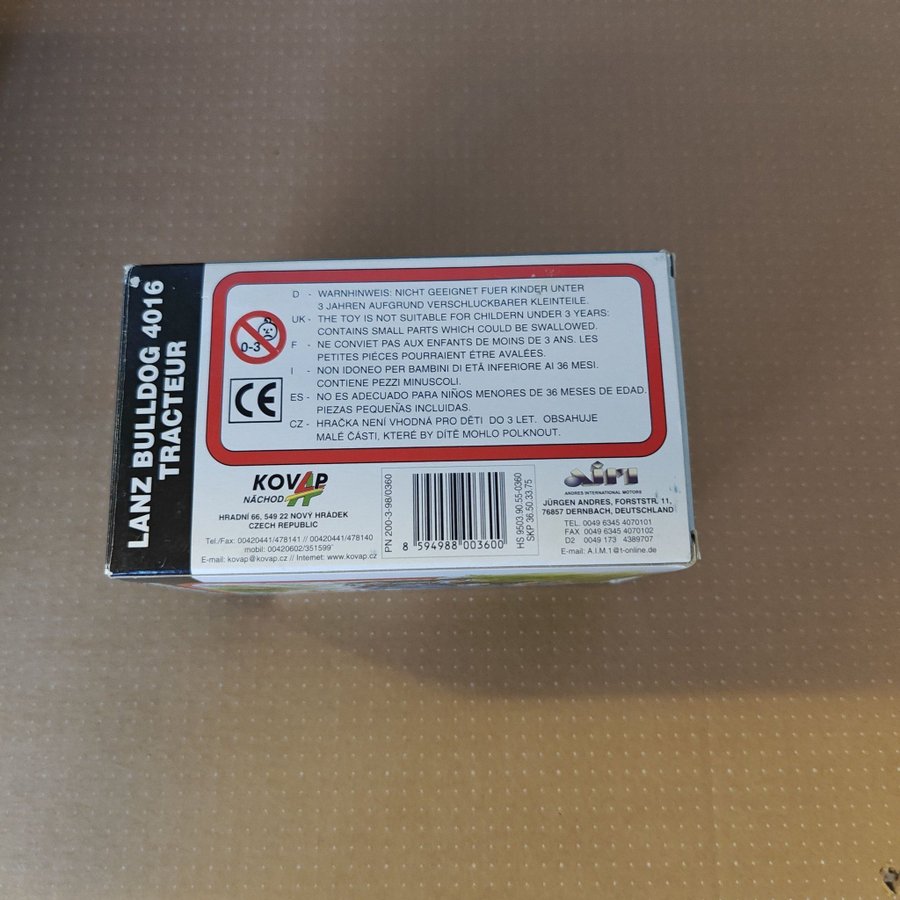 LANZ BULLDOG 4016
TRACTEUR
0-3
CE
D - WARNHINWEIS: NICHT GEEIGNET FUER KINDER UNTER
3 JAHREN AUFGRUND VERSCHLUCKBARER KLEINTEILE.
UK - THE TOY IS NOT SUITABLE FOR CHILDERN UNDER 3 YEARS:
CONTAINS SMALL PARTS WHICH COULD BE SWALLOWED.
F - NE CONVIET PAS AUX ENFANTS DE MOINS DE 3 ANS. LES
PETITES PIÉCES POURRAIENT ÉTRE AVALÉES.
I - NON IDONEO PER BAMBINI DI ETÀ INFERIORE AI 36 MESI.
CONTIENE PEZZI MINUSCOLI.
ES - NO ES ADECUADO PARA NIÑOS MENORES DE 36 MESES DE EDAD.
PIEZAS PEQUEÑAS INCLUIDAS.
CZ - HRAČKA NENÍ VHODNÁ PRO DĚTI DO 3 LET. OBSAHUJE
MALÉ ČÁSTI, KTERÉ BY DÍTĚ MOHLO POLKNOUT.
KOVAP
NÁCHOD
HRADNÍ 66, 549 22 NOVÝ HRÁDEK
CZECH REPUBLIC
Tel./Fax: 00420441/478141 // 00420441/478140
mobil: 00420602/351599
E-mail: kovap@kovap.cz // Internet: www.kovap.cz
PN 200-3-98/0360
8 594988 003600
HS 9503.90.55-0360
SKP 36.50.33.75
AIM
ANDRES INTERNATIONAL MOTORS
JÜRGEN ANDRES, FORSTSTR. 11,
76857 DERNBACH, DEUTSCHLAND
TEL. 0049 6345 4070101
FAX 0049 6345 4070102
D2 0049 173 4389707
E-mail: A.I.M.1@t-online.de